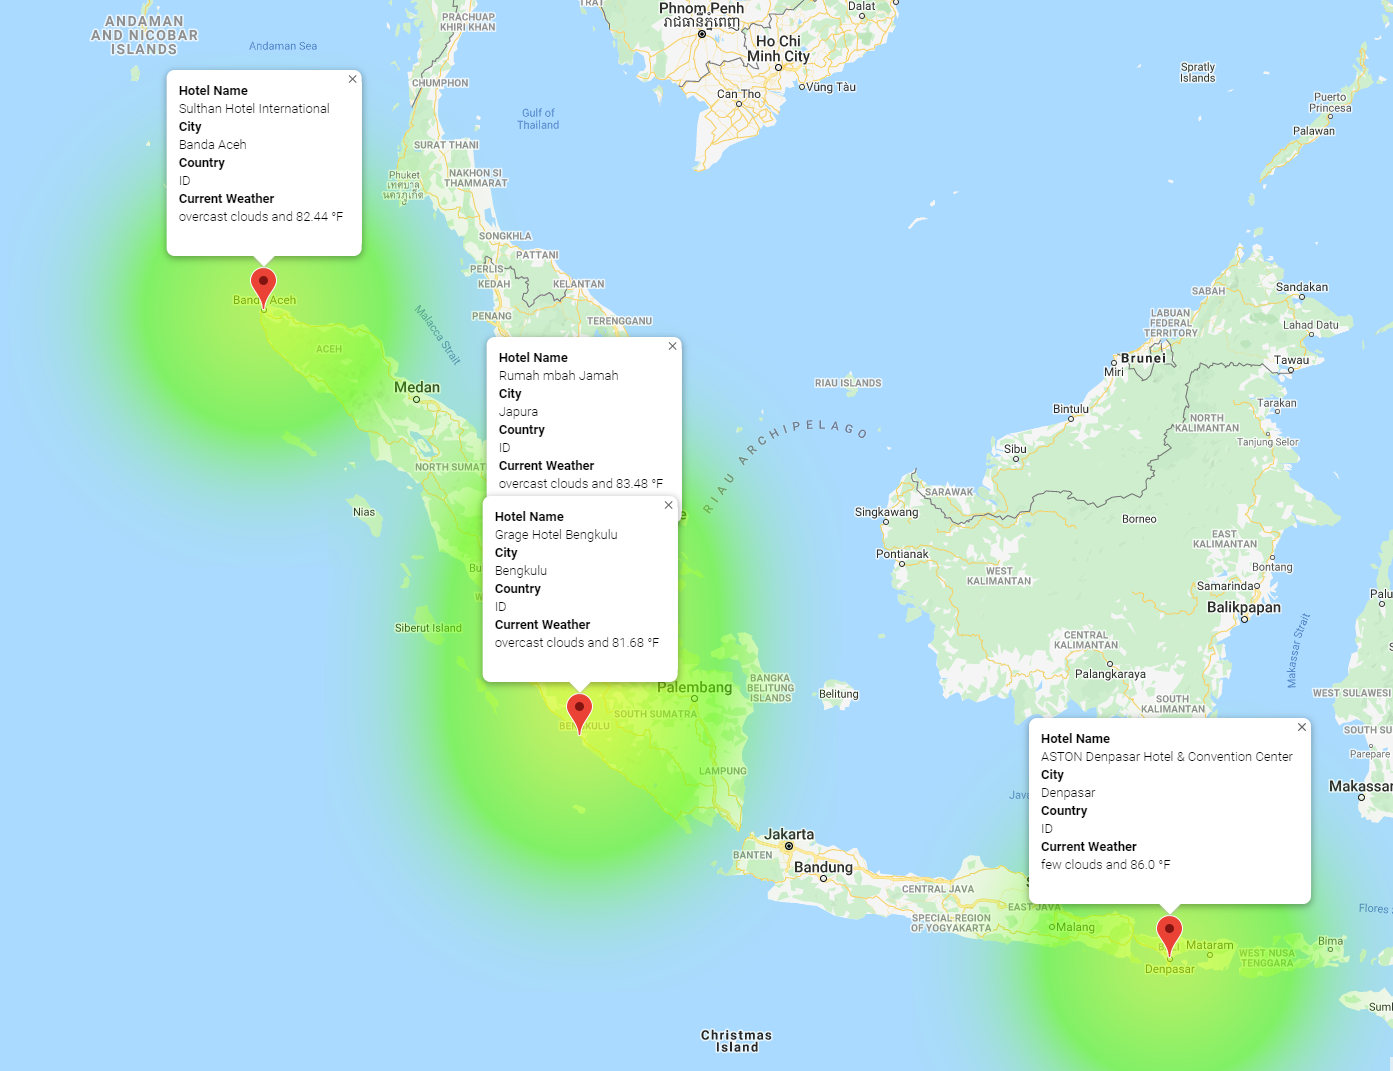 ANDAMAN
AND NICOBAR
ISLANDS
Andaman Sea
PRACHUAP
KHIRI KHAN
TRAT
Phnom Penh
រាជធានីភ្នំពេញ
Dalat
Ho Chi
Minh City
Can Tho
Vũng Tàu
Spratly
Islands
Puerto
Princesa
Palawan
CHUMPHON
Gulf of
Thailand
SURAT THANI
Phuket
NAKHON SI
THAMMARAT
SONGKHLA
PATTANI
PERLIS
KEDAH
KELANTAN
PENANG
TERENGGANU
Hotel Name
Sulthan Hotel International
City
Banda Aceh
Country
ID
Current Weather
overcast clouds and 82.44 °F
Banda Aceh
ACEH
Malacca Strait
Medan
NORTH SUMAT
Nias
Siberut Island
Hotel Name
Rumah mbah Jamah
City
Japura
Country
ID
Current Weather
overcast clouds and 83.48 °F
Hotel Name
Grage Hotel Bengkulu
City
Bengkulu
Country
ID
Current Weather
overcast clouds and 81.68 °F
RIAU ISLANDS
RIAU ARCHIPELAGO
SABAH
Sandakan
LABUAN
FEDERAL
TERRITORY
Lahad Datu
Brunei
Miri
Tawau
Bintulu
Tarakan
NORTH
KALIMANTAN
Tanjung Selor
Sibu
SARAWAK
Singkawang
Borneo
EAST
KALIMANTAN
Pontianak
WEST
KALIMANTAN
Bontang
Samarinda
Balikpapan
Palu
CENTRAL
KALIMANTAN
Palangkaraya
Makassar Strait
SOUTH
KALIMANTAN
WEST SULAWESI
SOUTH SU
Parepare
Makassar
Palembang
BANGKA
BELITUNG
ISLANDS
Belitung
SOUTH SUMATRA
BENGKULU
LAMPUNG
Hotel Name
ASTON Denpasar Hotel & Convention Center
City
Denpasar
Country
ID
Current Weather
few clouds and 86.0 °F
Jakarta
BANTEN
Bandung
CENTRAL JAVA
SPECIAL REGION
OF YOGYAKARTA
EAST JAVA
Malang
Mataram
Denpasar
WEST NUSA
TENGGARA
Bima
Flores
Christmas
Island